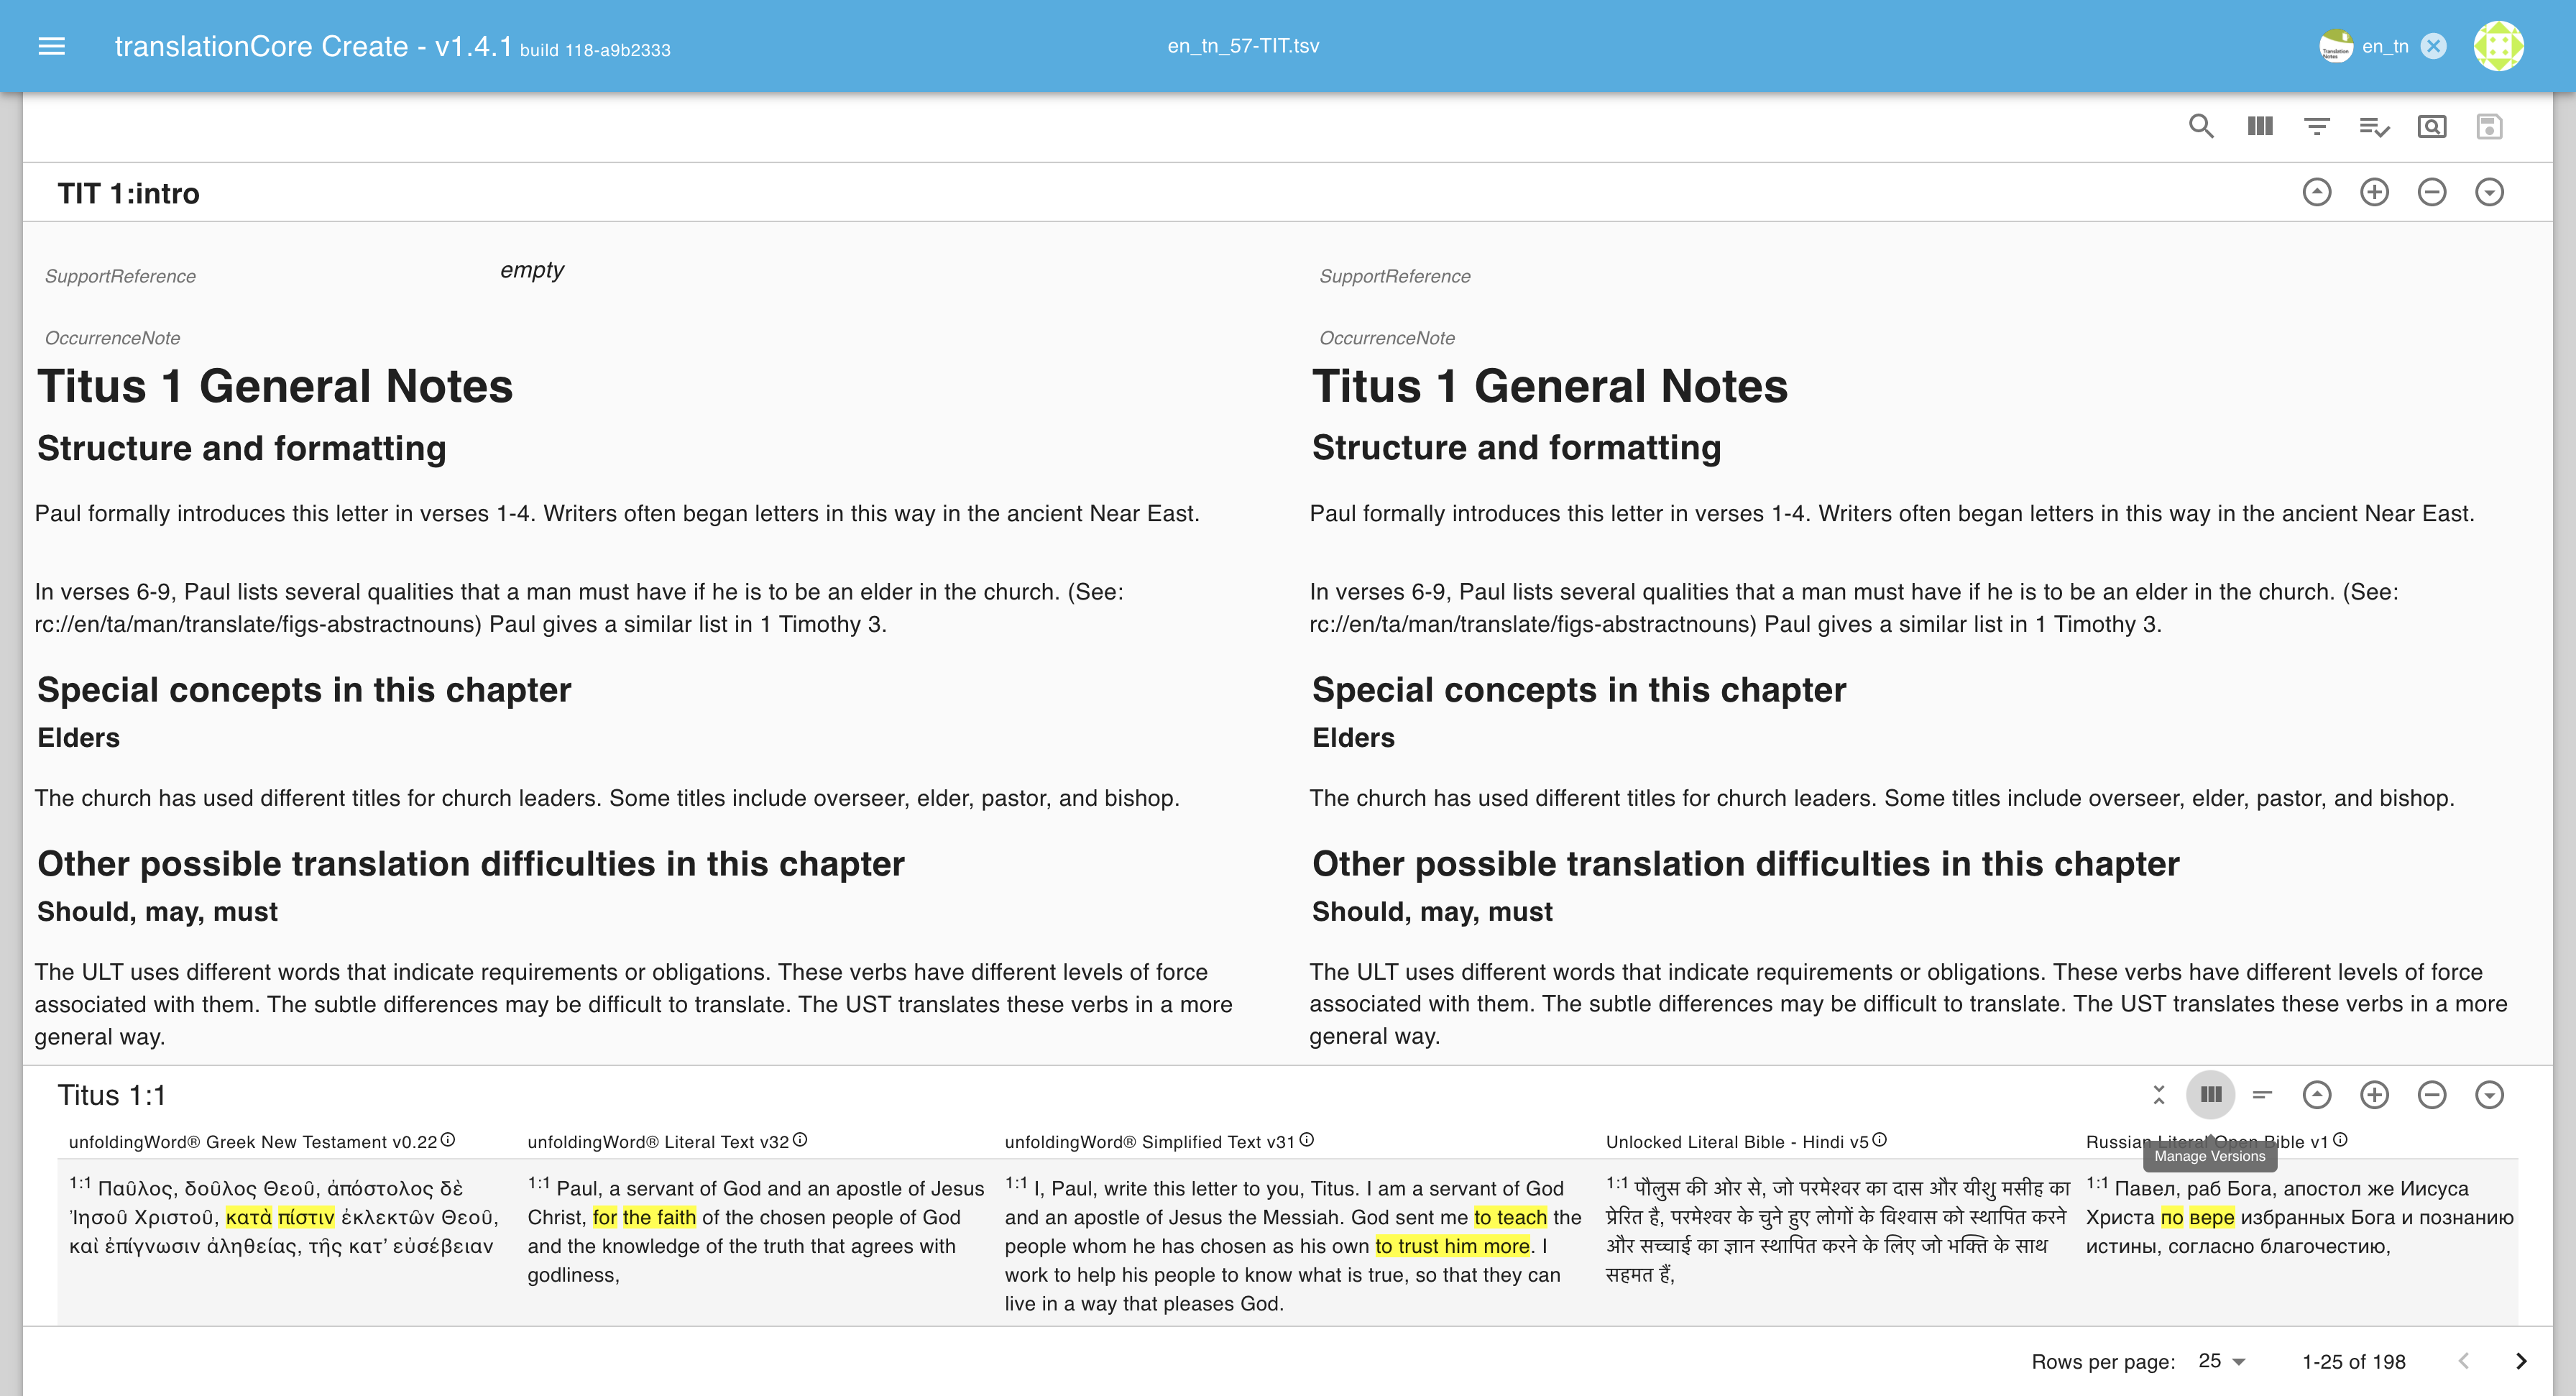 translationCore Create - v1.4.1 build 118-a9b2333
en_tn_57-TIT.tsv
en_tn
TIT 1:intro
SupportReference
empty
OccurrenceNote
Titus 1 General Notes
Structure and formatting
Paul formally introduces this letter in verses 1-4. Writers often began letters in this way in the ancient Near East.
In verses 6-9, Paul lists several qualities that a man must have if he is to be an elder in the church. (See:
rc://en/ta/man/translate/figs-abstractnouns) Paul gives a similar list in 1 Timothy 3.
Special concepts in this chapter
Elders
The church has used different titles for church leaders. Some titles include overseer, elder, pastor, and bishop.
Other possible translation difficulties in this chapter
Should, may, must
The ULT uses different words that indicate requirements or obligations. These verbs have different levels of force
associated with them. The subtle differences may be difficult to translate. The UST translates these verbs in a more
general way.
SupportReference
OccurrenceNote
Titus 1 General Notes
Structure and formatting
Paul formally introduces this letter in verses 1-4. Writers often began letters in this way in the ancient Near East.
In verses 6-9, Paul lists several qualities that a man must have if he is to be an elder in the church. (See:
rc://en/ta/man/translate/figs-abstractnouns) Paul gives a similar list in 1 Timothy 3.
Special concepts in this chapter
Elders
The church has used different titles for church leaders. Some titles include overseer, elder, pastor, and bishop.
Other possible translation difficulties in this chapter
Should, may, must
The ULT uses different words that indicate requirements or obligations. These verbs have different levels of force
associated with them. The subtle differences may be difficult to translate. The UST translates these verbs in a more
general way.
Titus 1:1
unfoldingWord® Greek New Testament v0.22
1:1 Παῦλος, δοῦλος Θεοῦ, ἀπόστολος δὲ
Ἰησοῦ Χριστοῦ, κατὰ πίστιν ἐκλεκτῶν Θεοῦ,
καὶ ἐπίγνωσιν ἀληθείας, τῆς κατ’ εὐσέβειαν
unfoldingWord® Literal Text v32
1:1 Paul, a servant of God and an apostle of Jesus
Christ, for the faith of the chosen people of God
and the knowledge of the truth that agrees with
godliness,
unfoldingWord® Simplified Text v31
1:1 I, Paul, write this letter to you, Titus. I am a servant of God
and an apostle of Jesus the Messiah. God sent me to teach the
people whom he has chosen as his own to trust him more. I
work to help his people to know what is true, so that they can
live in a way that pleases God.
Unlocked Literal Bible - Hindi v5
1:1 पौलुस की ओर से, जो परमेश्वर का दास और यीशु मसीह का
प्रेरित है, परमेश्वर के चुने हुए लोगों के विश्वास को स्थापित करने
और सच्चाई का ज्ञान स्थापित करने के लिए जो भक्ति के साथ
सहमत हैं,
Russian Literal Open Bible v1
Manage Versions
1:1 Павел, раб Бога, апостол же Иисуса
Христа по вере избранных Бога и познанию
истины, согласно благочестию,
Rows per page: 25 1-25 of 198